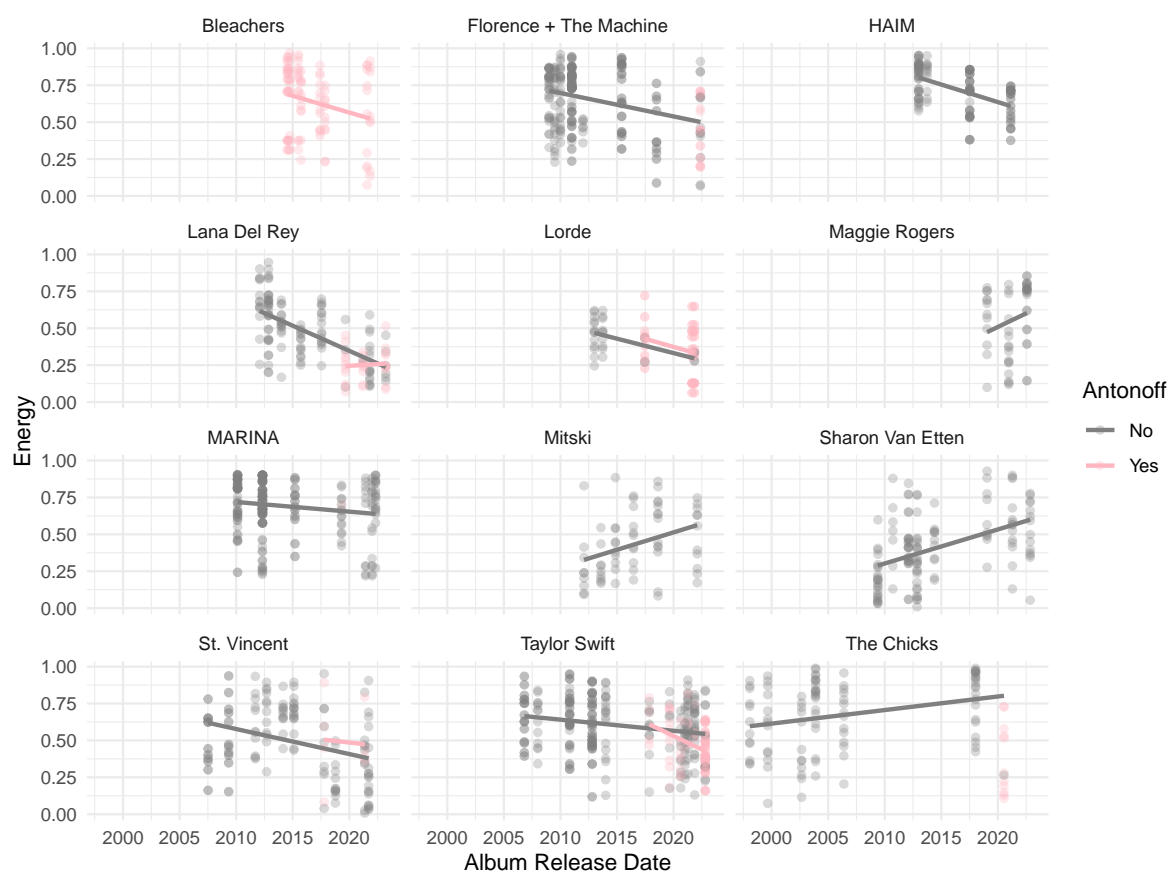 Bleachers
Florence + The Machine
HAIM
1.00
0.75
0.50
0.25
0.00
Lana Del Rey
Lorde
Maggie Rogers
1.00
0.75
0.50
0.25
0.00
MARINA
Mitski
Sharon Van Etten
1.00
0.75
0.50
0.25
0.00
St. Vincent
Taylor Swift
The Chicks
1.00
0.75
0.50
0.25
0.00
2000 2005 2010 2015 2020
2000 2005 2010 2015 2020
2000 2005 2010 2015 2020
Album Release Date
Energy
Antonoff
No
Yes